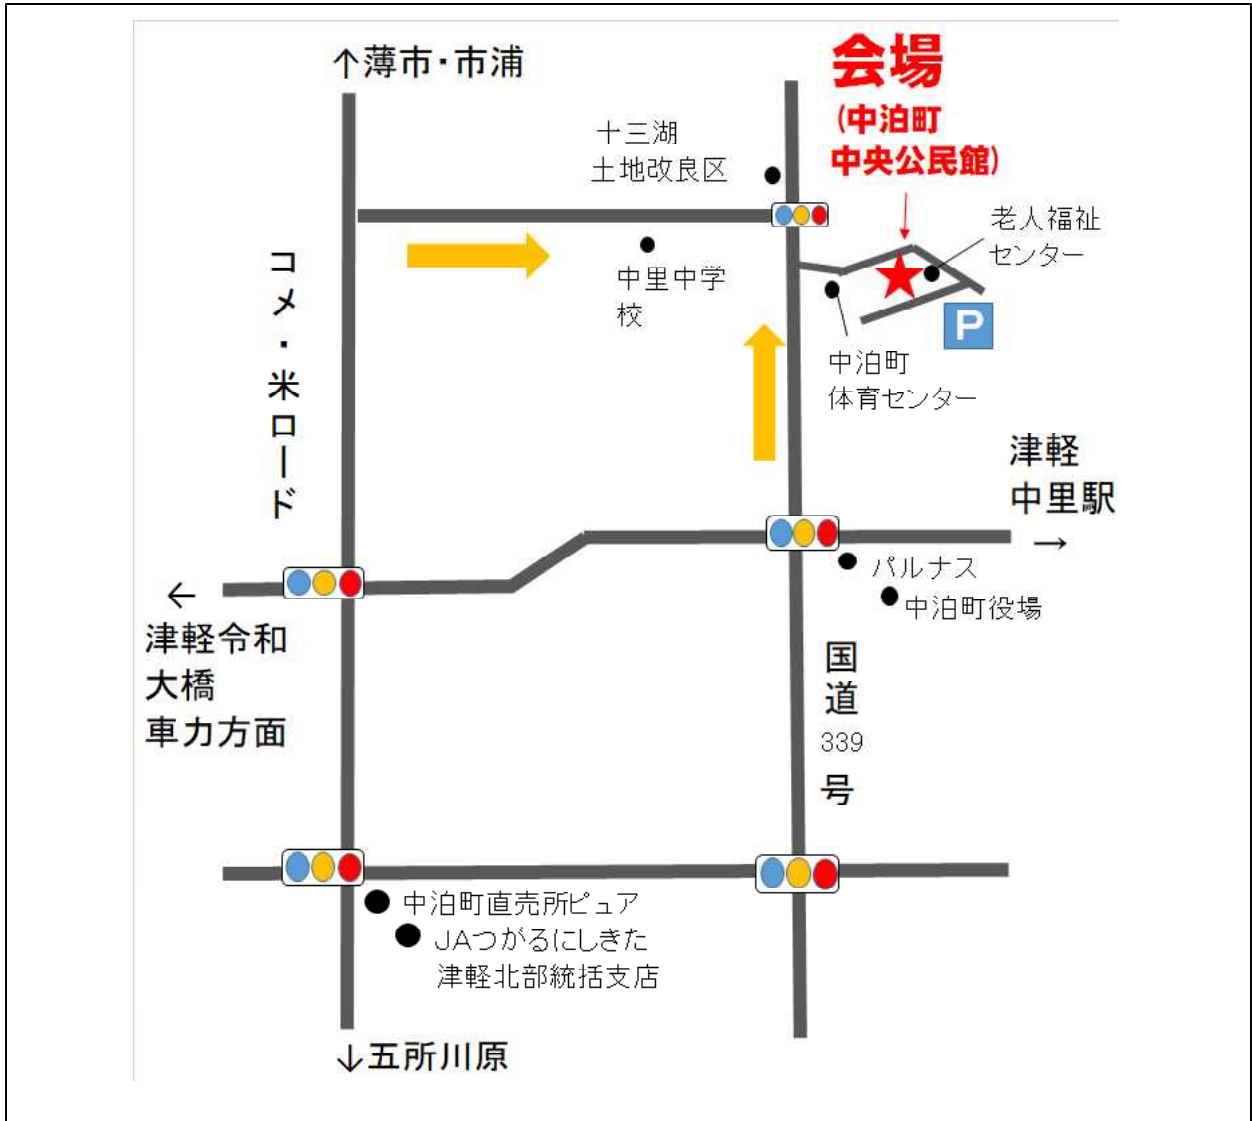 ↑薄市・市浦
会場
(中泊町
中央公民館)
十三湖
土地改良区
老人福祉
センター
中里中学
校
コメ・米ロード
P
中泊町
体育センター
津軽
中里駅
→
パルナス
中泊町役場
←
津軽令和
大橋
車力方面
国道
339
号
中泊町直売所ピュア
JAつがるにしきた
津軽北部統括支店
↓五所川原